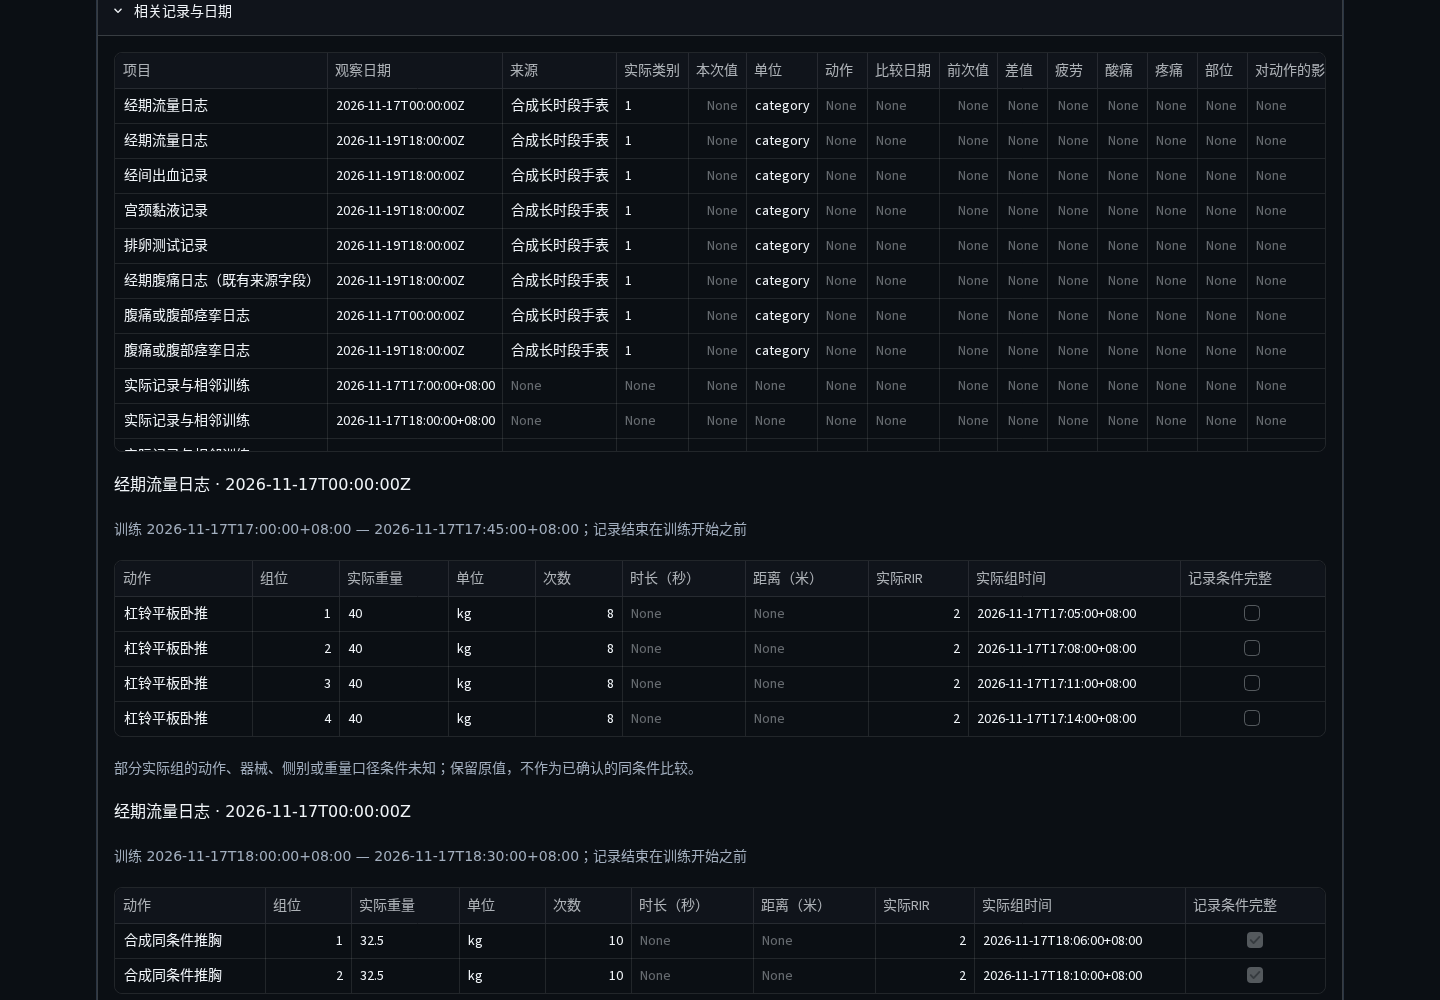 相关记录与日期
项目 观察日期 来源 实际类别 本次值 单位 动作 比较日期 前次值 差值 疲劳 酸痛 疼痛 部位 对动作的影
经期流量日志 2026-11-17T00:00:00Z 合成长时段手表 1 None category None None None None None None None None None
经期流量日志 2026-11-19T18:00:00Z 合成长时段手表 1 None category None None None None None None None None None
经间出血记录 2026-11-19T18:00:00Z 合成长时段手表 1 None category None None None None None None None None None
宫颈黏液记录 2026-11-19T18:00:00Z 合成长时段手表 1 None category None None None None None None None None None
排卵测试记录 2026-11-19T18:00:00Z 合成长时段手表 1 None category None None None None None None None None None
经期腹痛日志（既有来源字段） 2026-11-19T18:00:00Z 合成长时段手表 1 None category None None None None None None None None None
腹痛或腹部痉挛日志 2026-11-17T00:00:00Z 合成长时段手表 1 None category None None None None None None None None None
腹痛或腹部痉挛日志 2026-11-19T18:00:00Z 合成长时段手表 1 None category None None None None None None None None None
实际记录与相邻训练 2026-11-17T17:00:00+08:00 None None None None None None None None None None None None None
实际记录与相邻训练 2026-11-17T18:00:00+08:00 None None None None None None None None None None None None None
实际记录与相邻训练
经期流量日志 · 2026-11-17T00:00:00Z
训练 2026-11-17T17:00:00+08:00 — 2026-11-17T17:45:00+08:00；记录结束在训练开始之前
动作 组位 实际重量 单位 次数 时长（秒） 距离（米） 实际RIR 实际组时间 记录条件完整
杠铃平板卧推 1 40 kg 8 None None 2 2026-11-17T17:05:00+08:00
杠铃平板卧推 2 40 kg 8 None None 2 2026-11-17T17:08:00+08:00
杠铃平板卧推 3 40 kg 8 None None 2 2026-11-17T17:11:00+08:00
杠铃平板卧推 4 40 kg 8 None None 2 2026-11-17T17:14:00+08:00
部分实际组的动作、器械、侧别或重量口径条件未知；保留原值，不作为已确认的同条件比较。
经期流量日志 · 2026-11-17T00:00:00Z
训练 2026-11-17T18:00:00+08:00 — 2026-11-17T18:30:00+08:00；记录结束在训练开始之前
动作 组位 实际重量 单位 次数 时长（秒） 距离（米） 实际RIR 实际组时间 记录条件完整
合成同条件推胸 1 32.5 kg 10 None None 2 2026-11-17T18:06:00+08:00
合成同条件推胸 2 32.5 kg 10 None None 2 2026-11-17T18:10:00+08:00